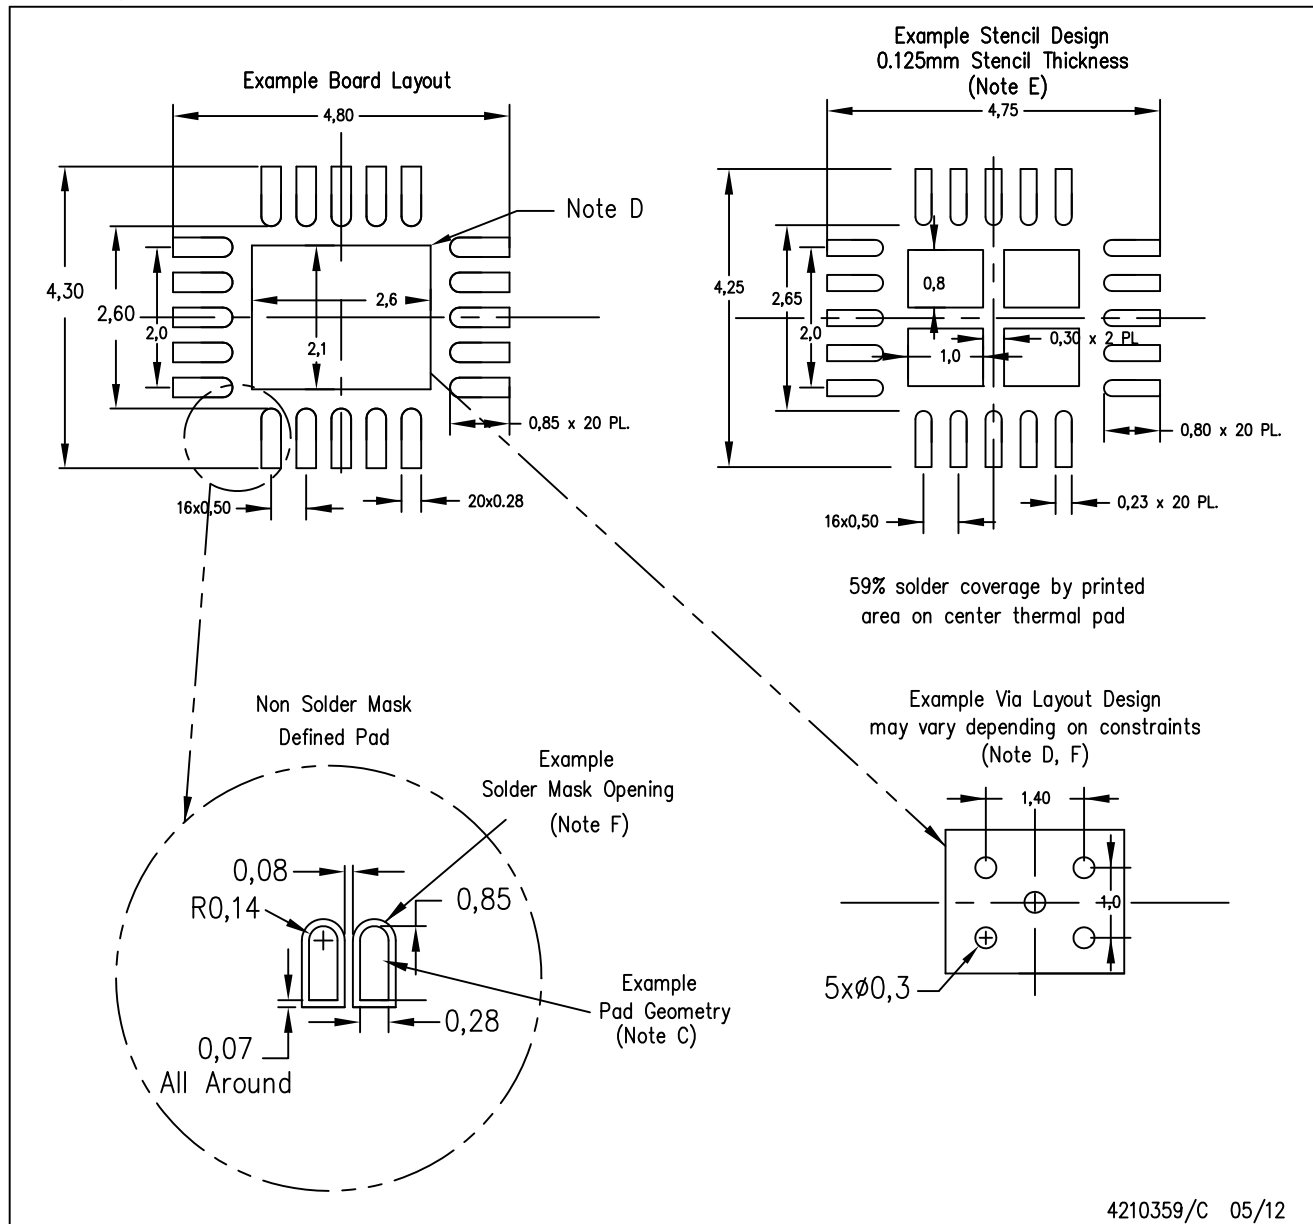 Example Board Layout
4,80
Note D
4,30
2,60
2,0
2,6
2,1
0,85 x 20 PL.
16x0,50
20x0.28
Example Stencil Design
0.125mm Stencil Thickness
(Note E)
4,75
4,25
2,65
2,0
0,8
0,30 x 2 PL
1,0
0,80 x 20 PL.
0,23 x 20 PL.
16x0,50
59% solder coverage by printed
area on center thermal pad
Non Solder Mask
Defined Pad
Example
Solder Mask Opening
(Note F)
0,08
R0,14
0,85
Example
Pad Geometry
(Note C)
0,28
0,07
All Around
Example Via Layout Design
may vary depending on constraints
(Note D, F)
1,40
1,0
5xø0,3
4210359/C 05/12